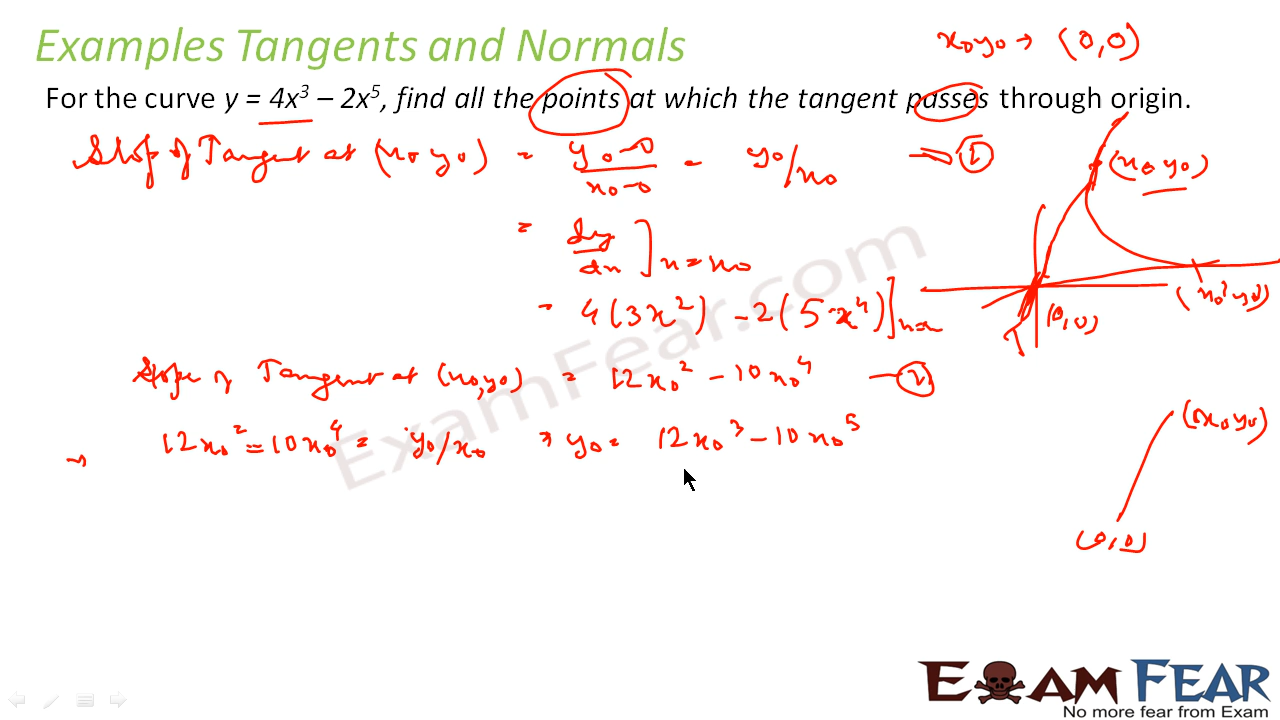 Examples Tangents and Normals
x₀y₀ → (0,0)
For the curve y = 4x³ – 2x⁵, find all the points at which the tangent passes through origin.
Slop of Tangent at (x₀ y₀) = y₀-0 / x₀-0 = y₀/x₀ ⇒ ①
(x₀ y₀)
= dy/dx ]x=x₀
= 4(3x²) - 2(5x⁴)]x=x
(0,0)
(x₀' y₀')
Slope of Tangent at (x₀,y₀) = 12x₀² - 10x₀⁴ — ②
→ 12x₀² = 10x₀⁴ = y₀/x₀ ⇒ y₀ = 12x₀³ - 10x₀⁵
(x₀ y₀)
(0,0)
ExamFear.com
EXAM FEAR
No more fear from Exam